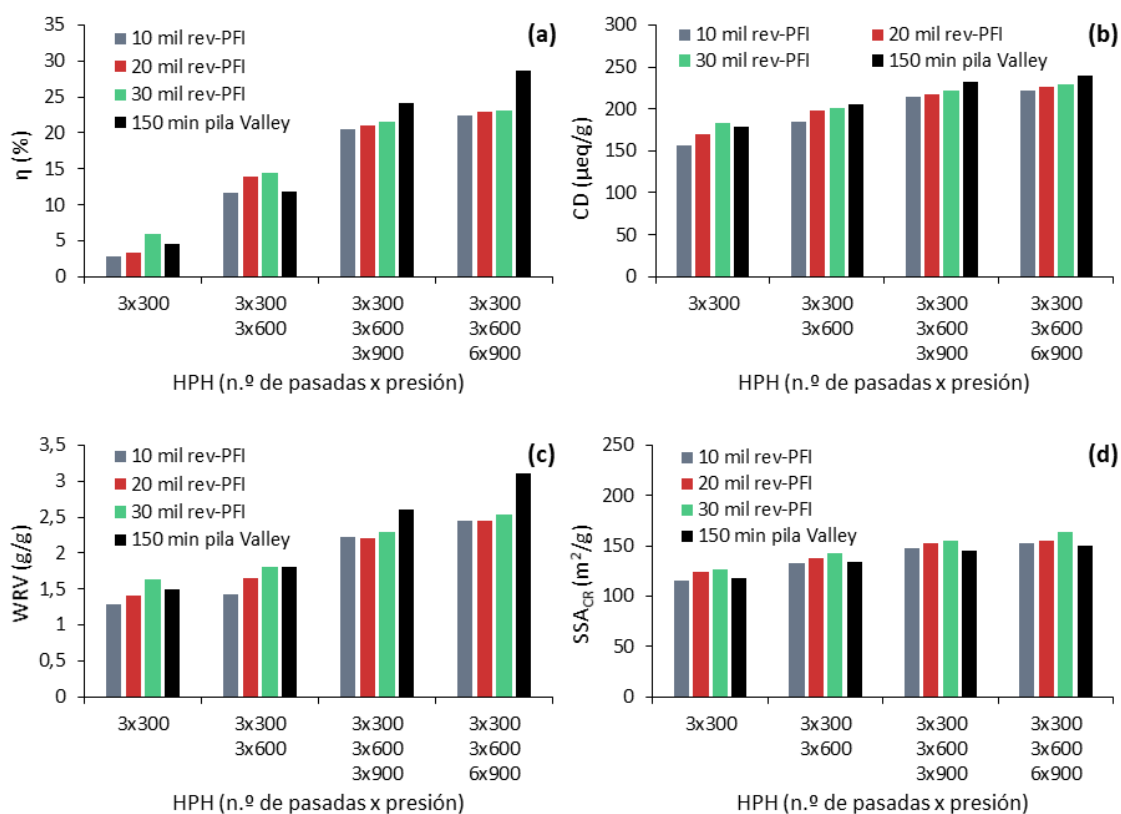 (a)
10 mil rev-PFI
20 mil rev-PFI
30 mil rev-PFI
150 min pila Valley
η (%)
35
30
25
20
15
10
5
0
3x300 3x300 3x300 3x300
3x600 3x600 3x600
3x900 6x900
HPH (n.º de pasadas x presión)
(b)
10 mil rev-PFI 20 mil rev-PFI
30 mil rev-PFI 150 min pila Valley
CD (μeq/g)
300
250
200
150
100
50
0
3x300 3x300 3x300 3x300
3x600 3x600 3x600
3x900 6x900
HPH (n.º de pasadas x presión)
(c)
10 mil rev-PFI
20 mil rev-PFI
30 mil rev-PFI
150 min pila Valley
WRV (g/g)
3,5
3
2,5
2
1,5
1
0,5
0
3x300 3x300 3x300 3x300
3x600 3x600 3x600
3x900 6x900
HPH (n.º de pasadas x presión)
(d)
10 mil rev-PFI
20 mil rev-PFI
30 mil rev-PFI
150 min pila Valley
SSA_CR (m²/g)
250
200
150
100
50
0
3x300 3x300 3x300 3x300
3x600 3x600 3x600
3x900 6x900
HPH (n.º de pasadas x presión)